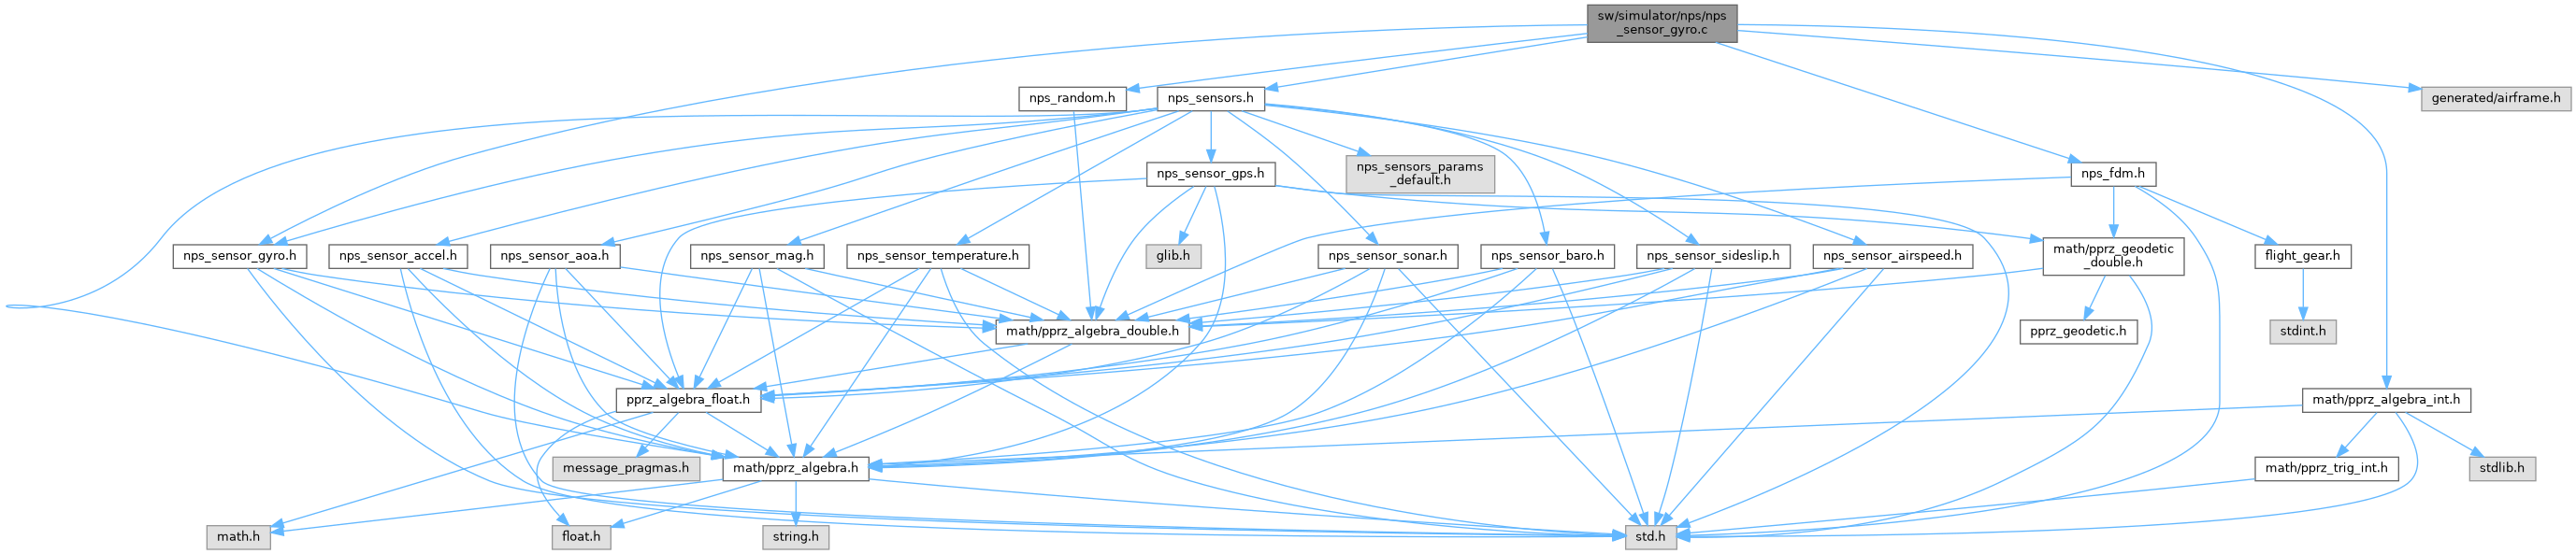 sw/simulator/nps/nps
_sensor_gyro.c
nps_random.h
nps_sensors.h
generated/airframe.h
nps_sensor_gps.h
nps_sensors_params
_default.h
nps_fdm.h
nps_sensor_gyro.h
nps_sensor_accel.h
nps_sensor_aoa.h
nps_sensor_mag.h
nps_sensor_temperature.h
glib.h
nps_sensor_sonar.h
nps_sensor_baro.h
nps_sensor_sideslip.h
nps_sensor_airspeed.h
math/pprz_geodetic
_double.h
flight_gear.h
math/pprz_algebra_double.h
pprz_geodetic.h
stdint.h
pprz_algebra_float.h
math/pprz_algebra_int.h
message_pragmas.h
math/pprz_algebra.h
math/pprz_trig_int.h
stdlib.h
math.h
float.h
string.h
std.h